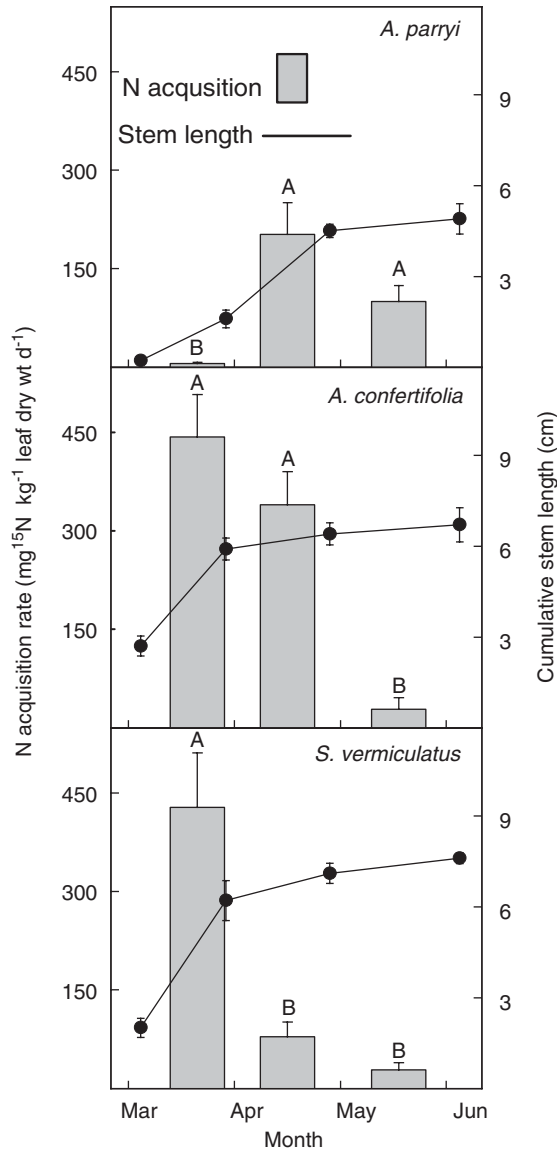 A. parryi
450
N acqusition
9
Stem length
300
6
A
A
150
3
B
A. confertifolia
A
450
9
A
300
6
150
3
B
S. vermiculatus
A
450
9
300
6
150
3
B
B
Mar
Apr
May
Jun
Month
N acquisition rate (mg¹⁵N kg⁻¹ leaf dry wt d⁻¹)
Cumulative stem length (cm)